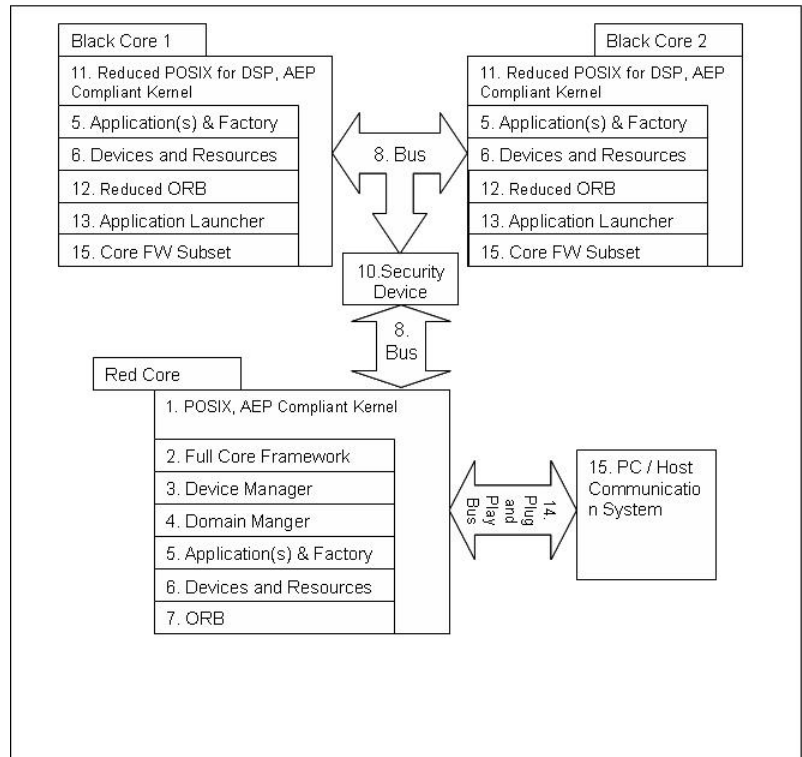 Black Core 1
11. Reduced POSIX for DSP, AEP
Compliant Kernel
5. Application(s) & Factory
6. Devices and Resources
12. Reduced ORB
13. Application Launcher
15. Core FW Subset
8. Bus
Black Core 2
11. Reduced POSIX for DSP, AEP
Compliant Kernel
5. Application(s) & Factory
6. Devices and Resources
12. Reduced ORB
13. Application Launcher
15. Core FW Subset
10.Security
Device
8.
Bus
Red Core
1. POSIX, AEP Compliant Kernel
2. Full Core Framework
3. Device Manager
4. Domain Manger
5. Application(s) & Factory
6. Devices and Resources
7. ORB
14.
Plug
and
Play
Bus
15. PC / Host
Communicatio
n System